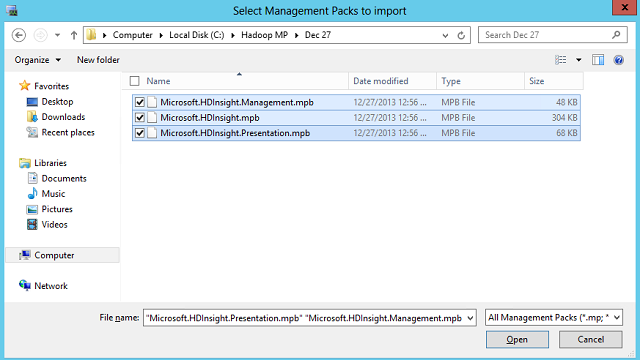 Select Management Packs to import
Computer Local Disk (C:) Hadoop MP Dec 27 Search Dec 27
Organize New folder
Name Date modified Type Size
Favorites
Desktop
Downloads
Recent places
Libraries
Documents
Music
Pictures
Videos
Computer
Network
Microsoft.HDInsight.Management.mpb 12/27/2013 12:56 ... MPB File 48 KB
Microsoft.HDInsight.mpb 12/27/2013 12:56 ... MPB File 304 KB
Microsoft.HDInsight.Presentation.mpb 12/27/2013 12:56 ... MPB File 68 KB
File name: "Microsoft.HDInsight.Presentation.mpb" "Microsoft.HDInsight.Management.mpb All Management Packs (*.mp; *
Open Cancel